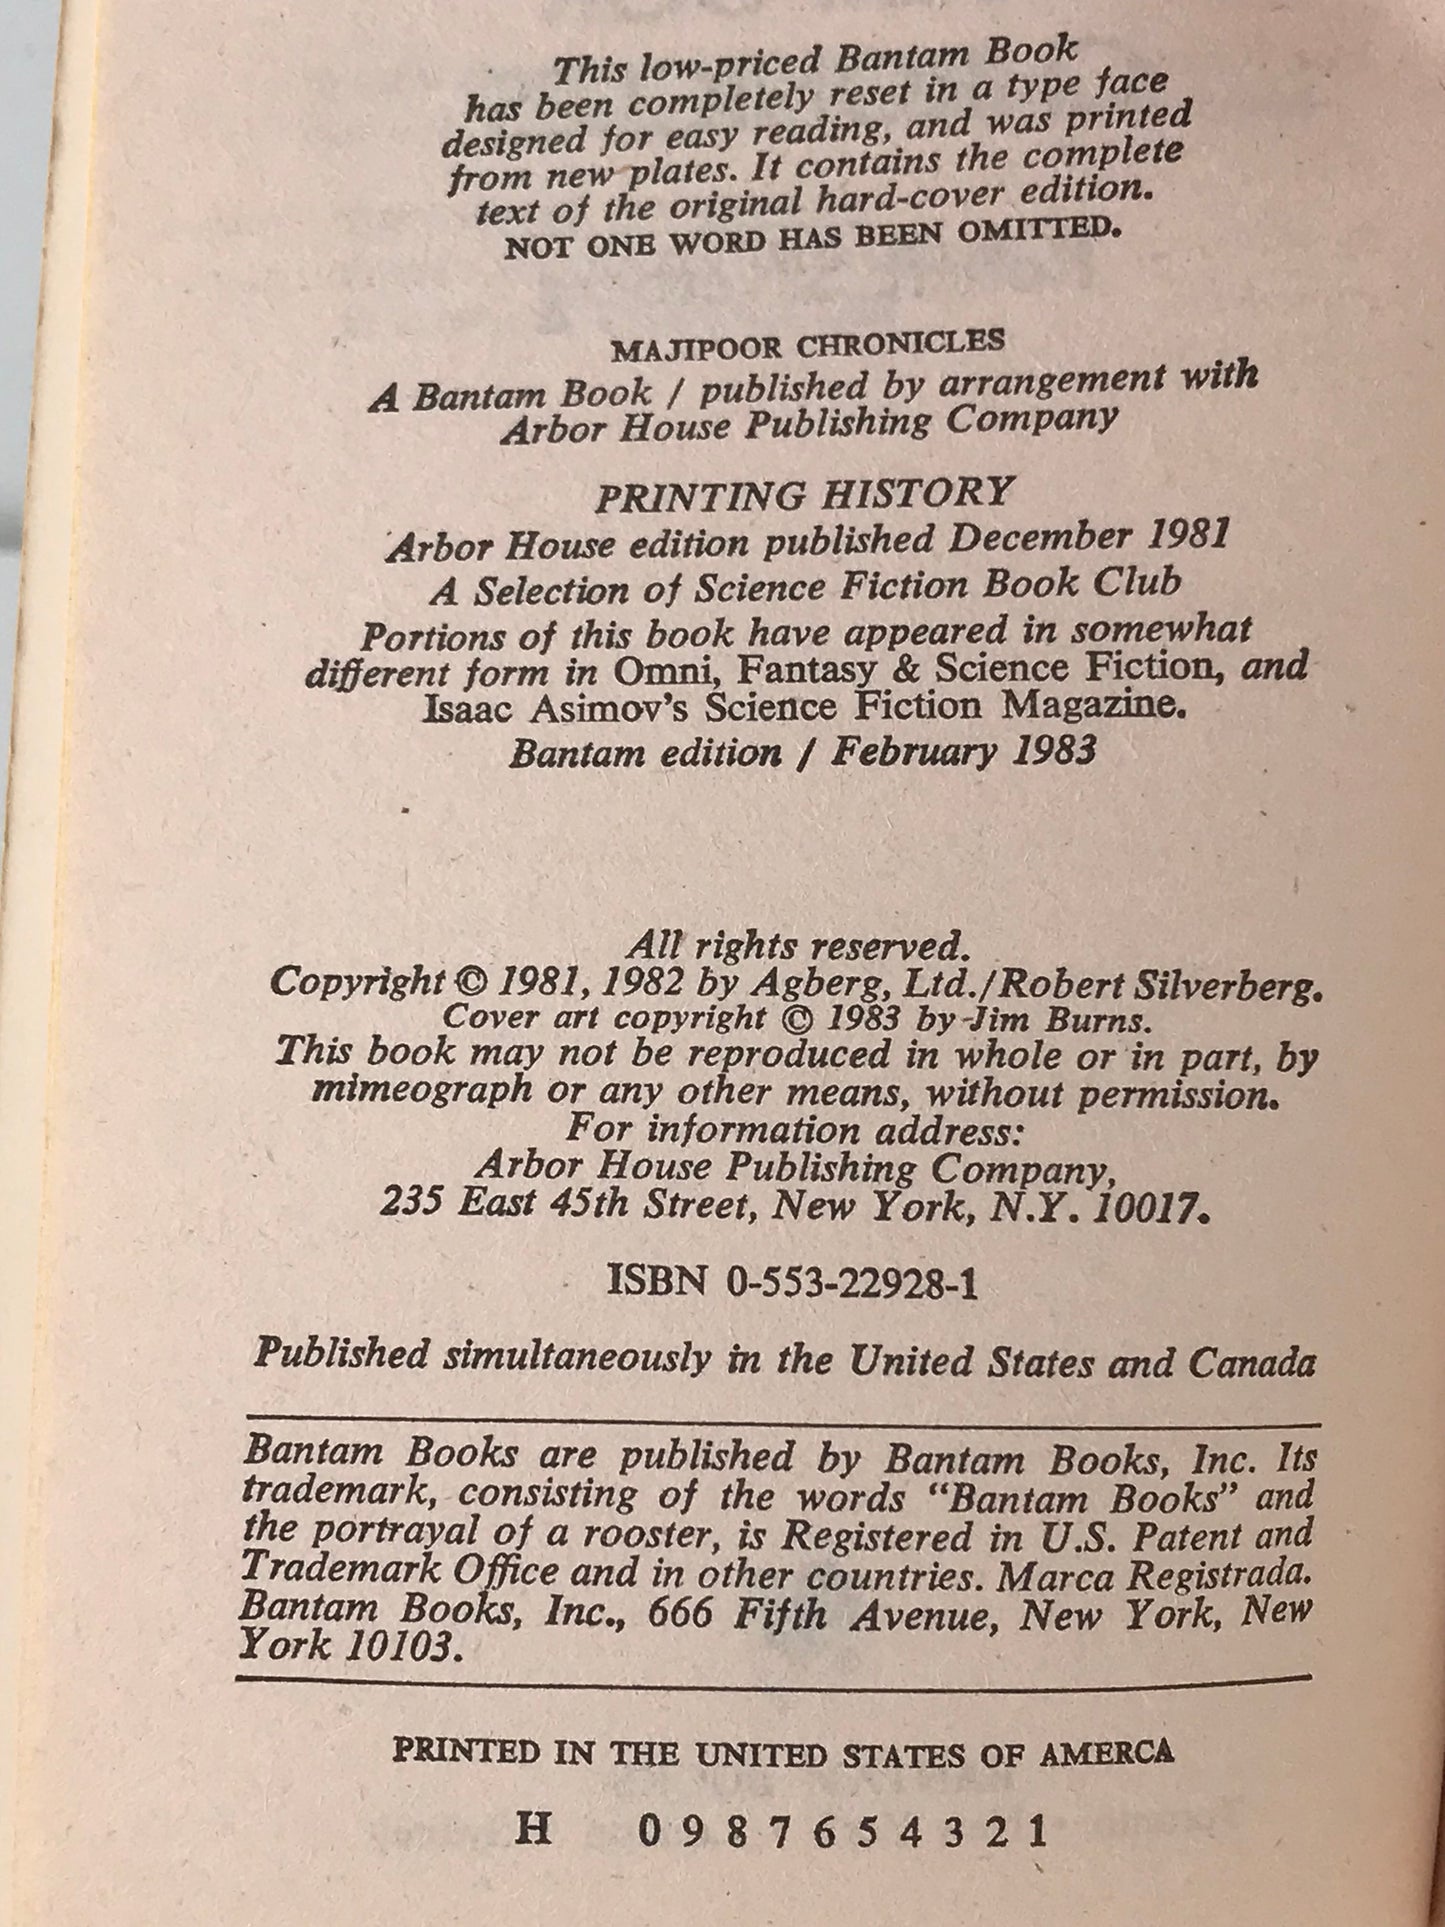 This low-priced Bantam Book
has been completely reset in a type face
designed for easy reading, and was printed
from new plates. It contains the complete
text of the original hard-cover edition.
NOT ONE WORD HAS BEEN OMITTED.
MAJIPOOR CHRONICLES
A Bantam Book / published by arrangement with
Arbor House Publishing Company
PRINTING HISTORY
Arbor House edition published December 1981
A Selection of Science Fiction Book Club
Portions of this book have appeared in somewhat
different form in Omni, Fantasy & Science Fiction, and
Isaac Asimov's Science Fiction Magazine.
Bantam edition / February 1983
All rights reserved.
Copyright © 1981, 1982 by Agberg, Ltd./Robert Silverberg.
Cover art copyright © 1983 by Jim Burns.
This book may not be reproduced in whole or in part, by
mimeograph or any other means, without permission.
For information address:
Arbor House Publishing Company,
235 East 45th Street, New York, N.Y. 10017.
ISBN 0-553-22928-1
Published simultaneously in the United States and Canada
Bantam Books are published by Bantam Books, Inc. Its
trademark, consisting of the words “Bantam Books” and
the portrayal of a rooster, is Registered in U.S. Patent and
Trademark Office and in other countries. Marca Registrada.
Bantam Books, Inc., 666 Fifth Avenue, New York, New
York 10103.
PRINTED IN THE UNITED STATES OF AMERCA
H 0 9 8 7 6 5 4 3 2 1